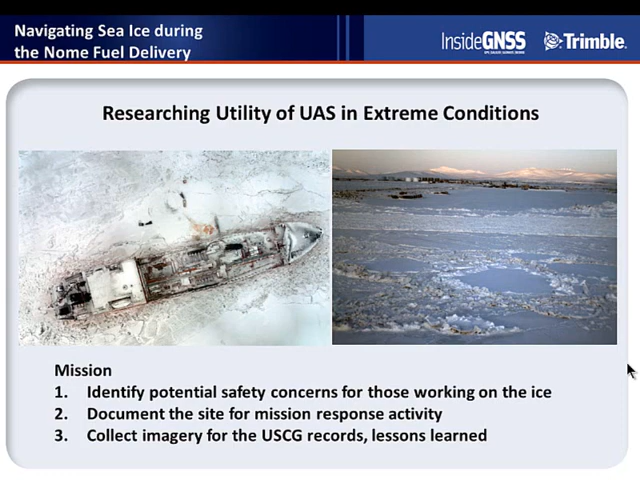 Navigating Sea Ice during
the Nome Fuel Delivery
InsideGNSS
Trimble.
Researching Utility of UAS in Extreme Conditions
Mission
1. Identify potential safety concerns for those working on the ice
2. Document the site for mission response activity
3. Collect imagery for the USCG records, lessons learned